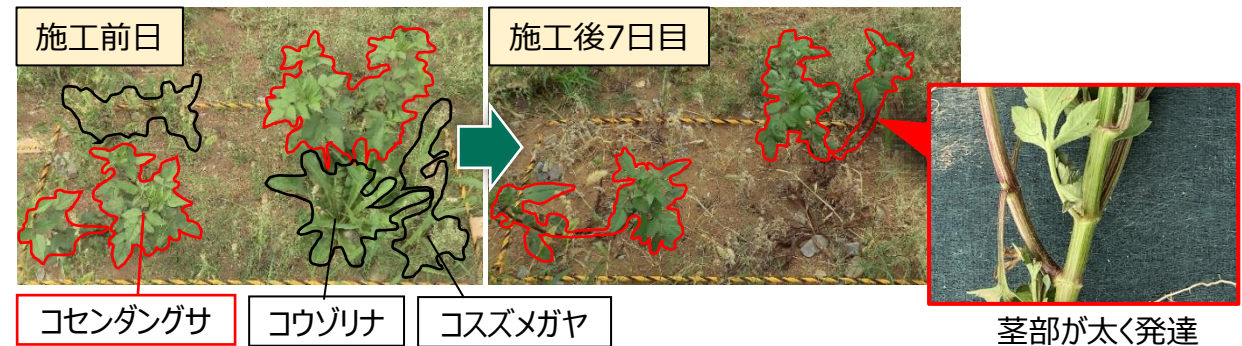 施工前日
施工後7日目
コセンダングサ
コウゾリナ
コスズメガヤ
茎部が太く発達